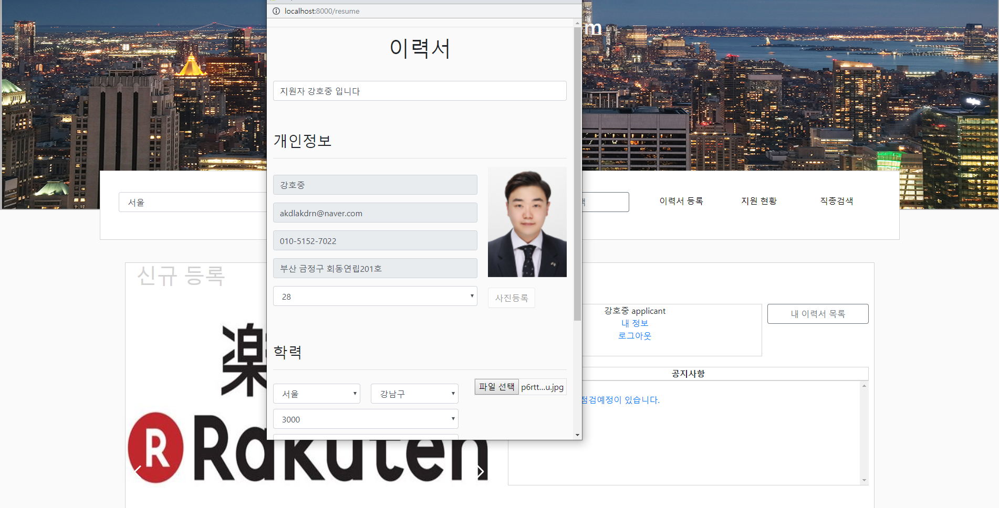 localhost:8000/resume
m
이력서
지원자 강호중 입니다
개인정보
강호중
akdlakdrn@naver.com
010-5152-7022
부산 금정구 회동연립201호
28
사진등록
학력
서울
강남구
파일 선택 p6rtt...u.jpg
3000
서울
이력서 등록
지원 현황
직종검색
신규 등록
Rakuten
강호중 applicant
내 정보
로그아웃
내 이력서 목록
공지사항
점검예정이 있습니다.